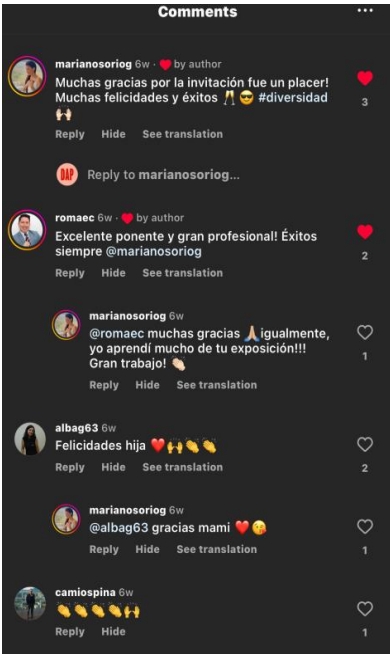 Comments
marianosoriog 6w · ❤️ by author
Muchas gracias por la invitación fue un placer!
Muchas felicidades y éxitos 🥂 😎 #diversidad
🙌🏻
3
Reply Hide See translation
DAP Reply to marianosoriog...
romaec 6w · ❤️ by author
Excelente ponente y gran profesional! Éxitos
siempre @marianosoriog
2
Reply Hide See translation
marianosoriog 6w
@romaec muchas gracias 🙏🏼 igualmente,
yo aprendí mucho de tu exposición!!!
Gran trabajo! 👏🏻
1
Reply Hide See translation
albag63 6w
Felicidades hija ❤️🙌👏👏
2
Reply Hide See translation
marianosoriog 6w
@albag63 gracias mami ❤️😘
1
Reply Hide See translation
camiospina 6w
👏👏👏👏🙌
1
Reply Hide